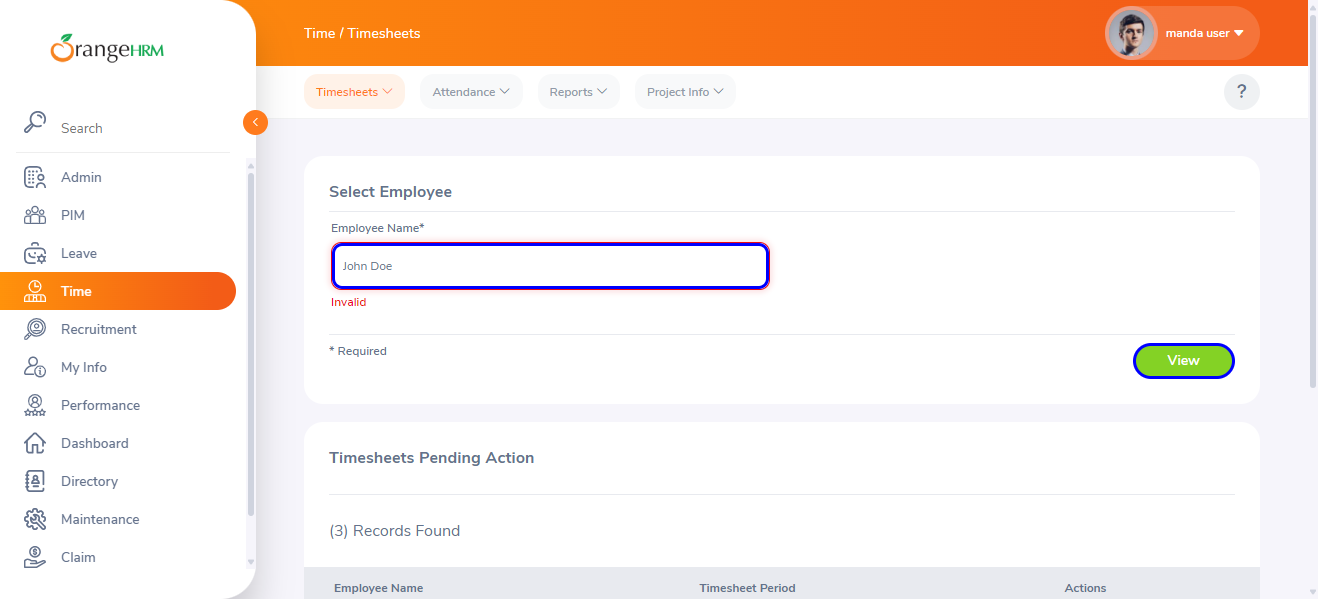 OrangeHRM
Time / Timesheets
manda user
Timesheets
Attendance
Reports
Project Info
?
Search
Admin
PIM
Leave
Time
Recruitment
My Info
Performance
Dashboard
Directory
Maintenance
Claim
Select Employee
Employee Name*
John Doe
Invalid
* Required
View
Timesheets Pending Action
(3) Records Found
Employee Name Timesheet Period Actions